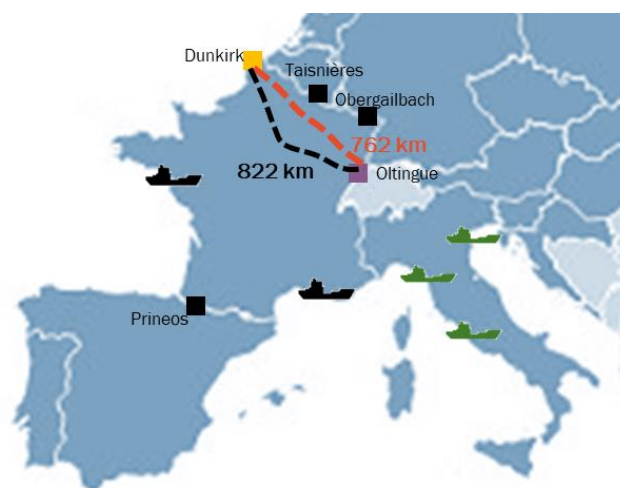 Dunkirk
Taisnières
Obergailbach
762 km
822 km
Oltingue
Prineos